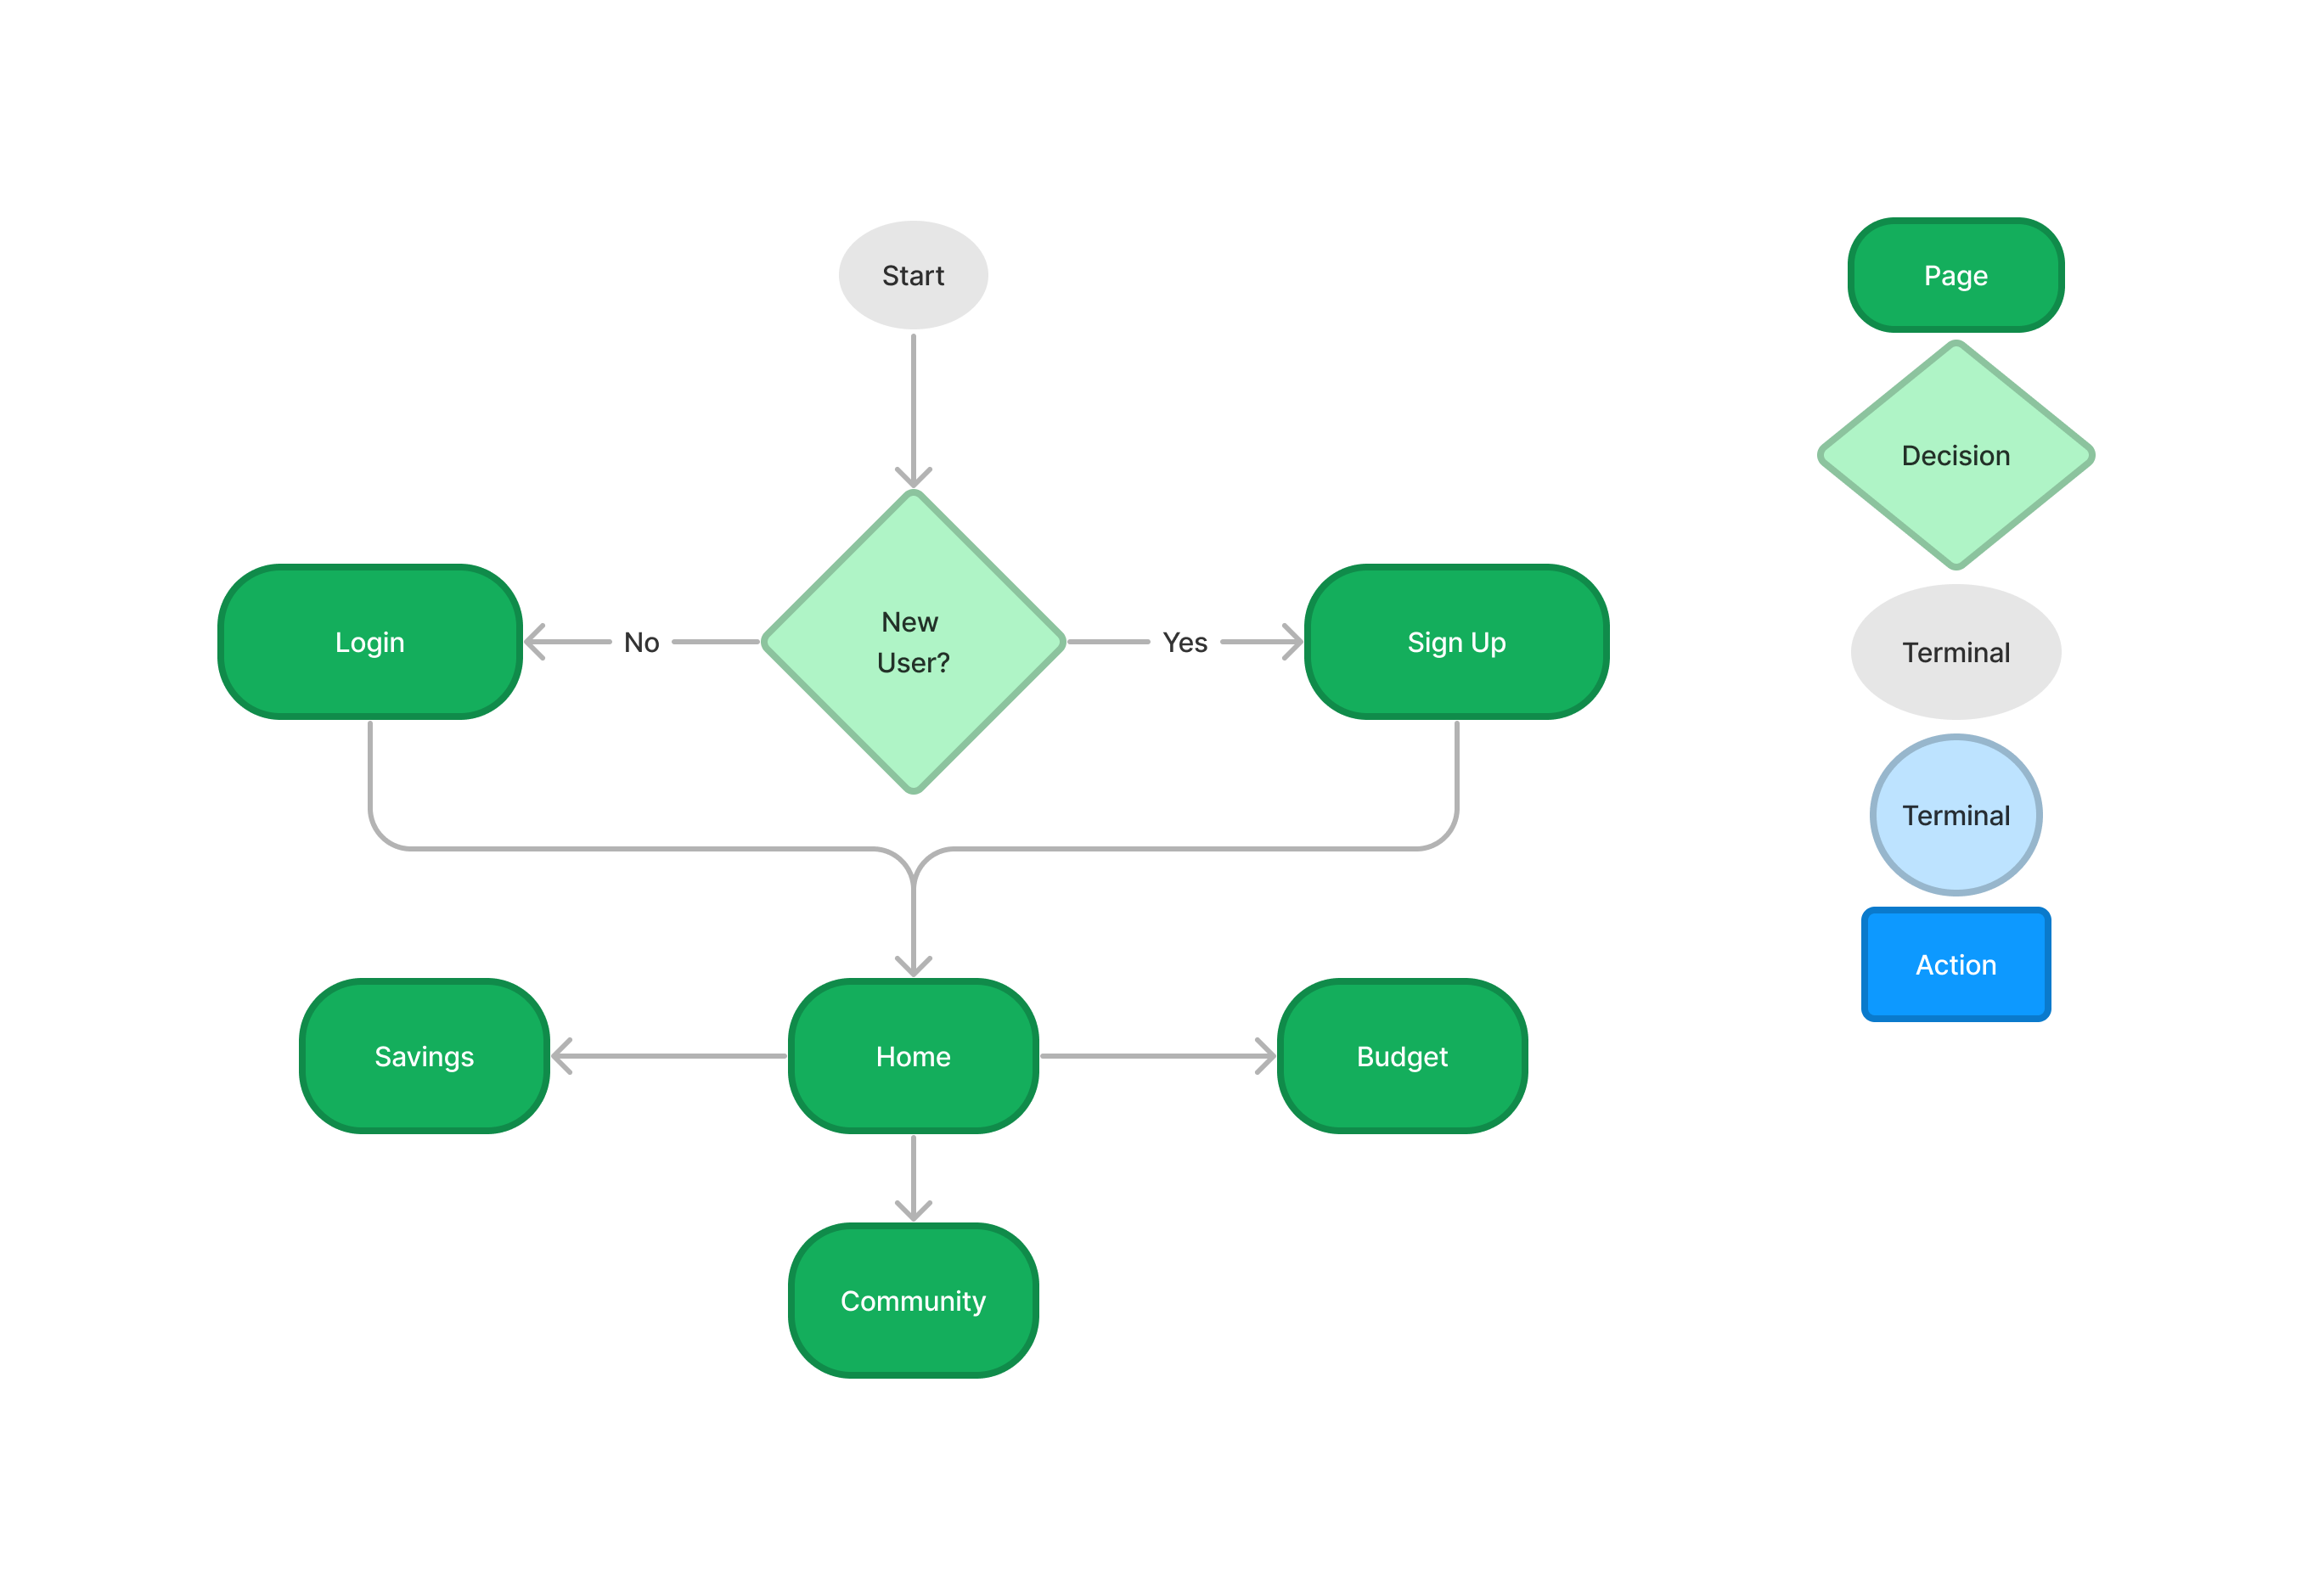 Start
New
User?
No
Yes
Login
Sign Up
Savings
Home
Budget
Community
Page
Decision
Terminal
Terminal
Action